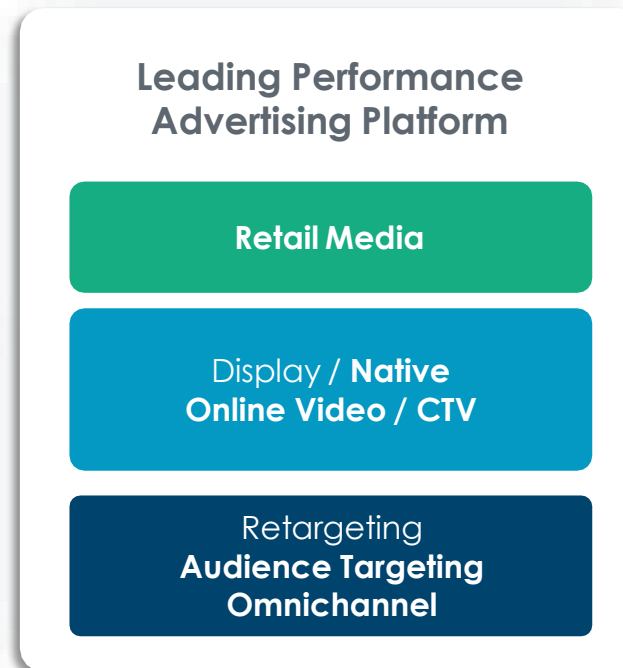 Leading Performance
Advertising Platform
Retail Media
Display / Native
Online Video / CTV
Retargeting
Audience Targeting
Omnichannel